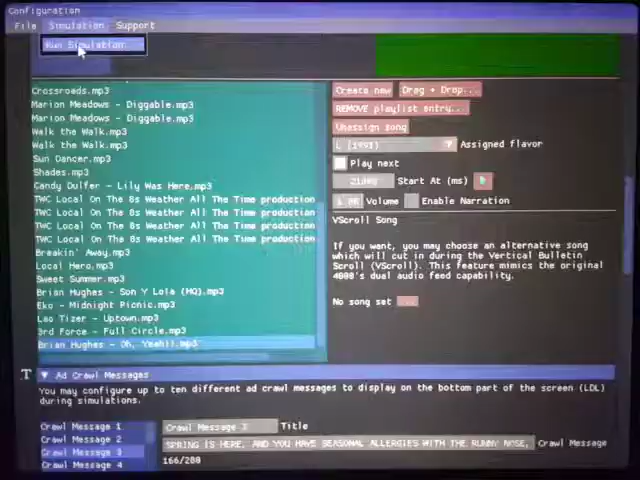 Configuration
File Simulation Support
Run Simulation
Crossroads.mp3
Marion Meadows - Diggable.mp3
Marion Meadows - Diggable.mp3
Walk the Walk.mp3
Walk the Walk.mp3
Sun Dancer.mp3
Shades.mp3
Candy Dulfer - Lily Was Here.mp3
TWC Local On The 8s Weather All The Time production
TWC Local On The 8s Weather All The Time production
TWC Local On The 8s Weather All The Time production
TWC Local On The 8s Weather All The Time production
Breakin' Away.mp3
Local Hero.mp3
Sweet Summer.mp3
Brian Hughes - Son Y Lola (MQ).mp3
Eko - Midnight Picnic.mp3
Lao Tizer - Uptown.mp3
3rd Force - Full Circle.mp3
Brian Hughes - Oh, Yeah!!.mp3
Create new Drag + Drop...
REMOVE playlist entry...
Unassign song
L (1991) Assigned flavor
Play next
Start At (ms)
Volume Enable Narration
VScroll Song
If you want, you may choose an alternative song
which will cut in during the Vertical Bulletin
Scroll (VScroll). This feature mimics the original
4000's dual audio feed capability.
No song set ...
T ▼ Ad Crawl Messages
You may configure up to ten different ad crawl messages to display on the bottom part of the screen (LDL)
during simulations.
Crawl Message 1
Crawl Message 2
Crawl Message 3
Crawl Message 4
Crawl Message 3 Title
SPRING IS HERE, AND YOU HAVE SEASONAL ALLERGIES WITH THE RUNNY NOSE, Crawl Message
166/200